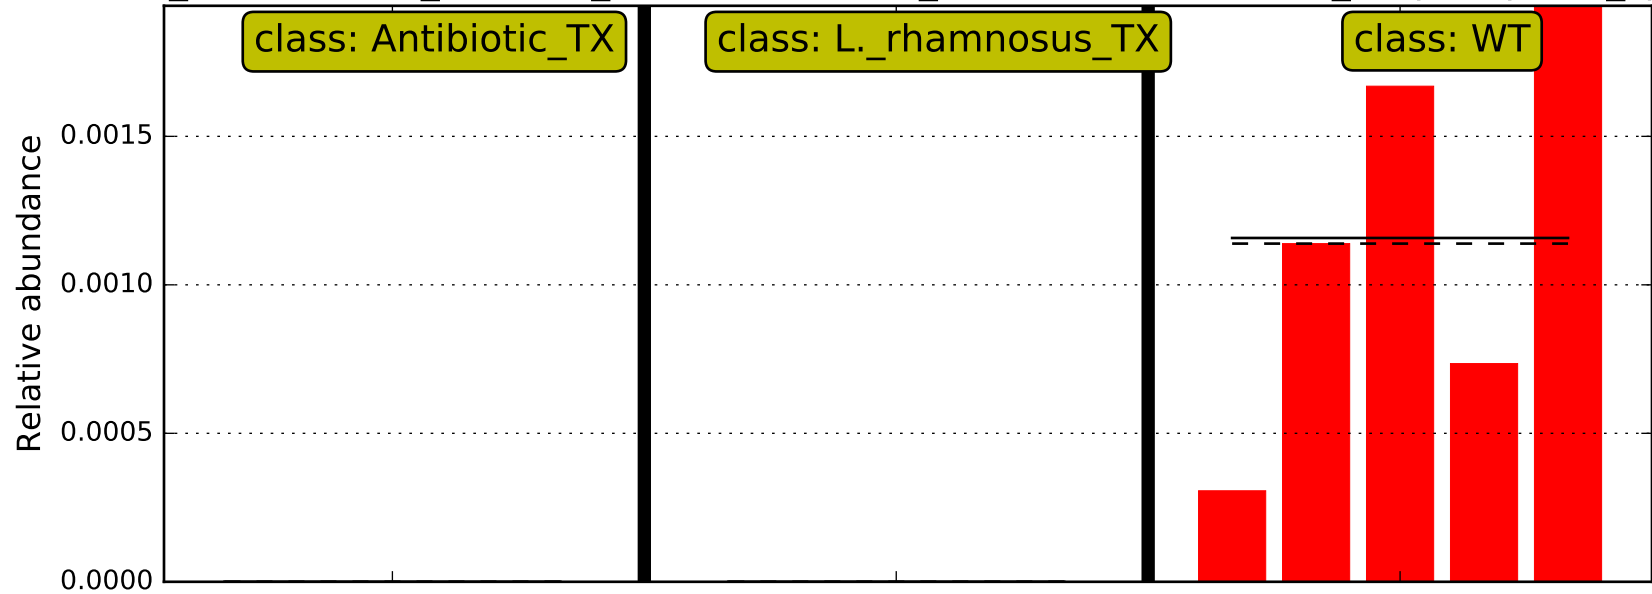 class: Antibiotic_TX
class: L._rhamnosus_TX
class: WT
Relative abundance
0.0015
0.0010
0.0005
0.0000